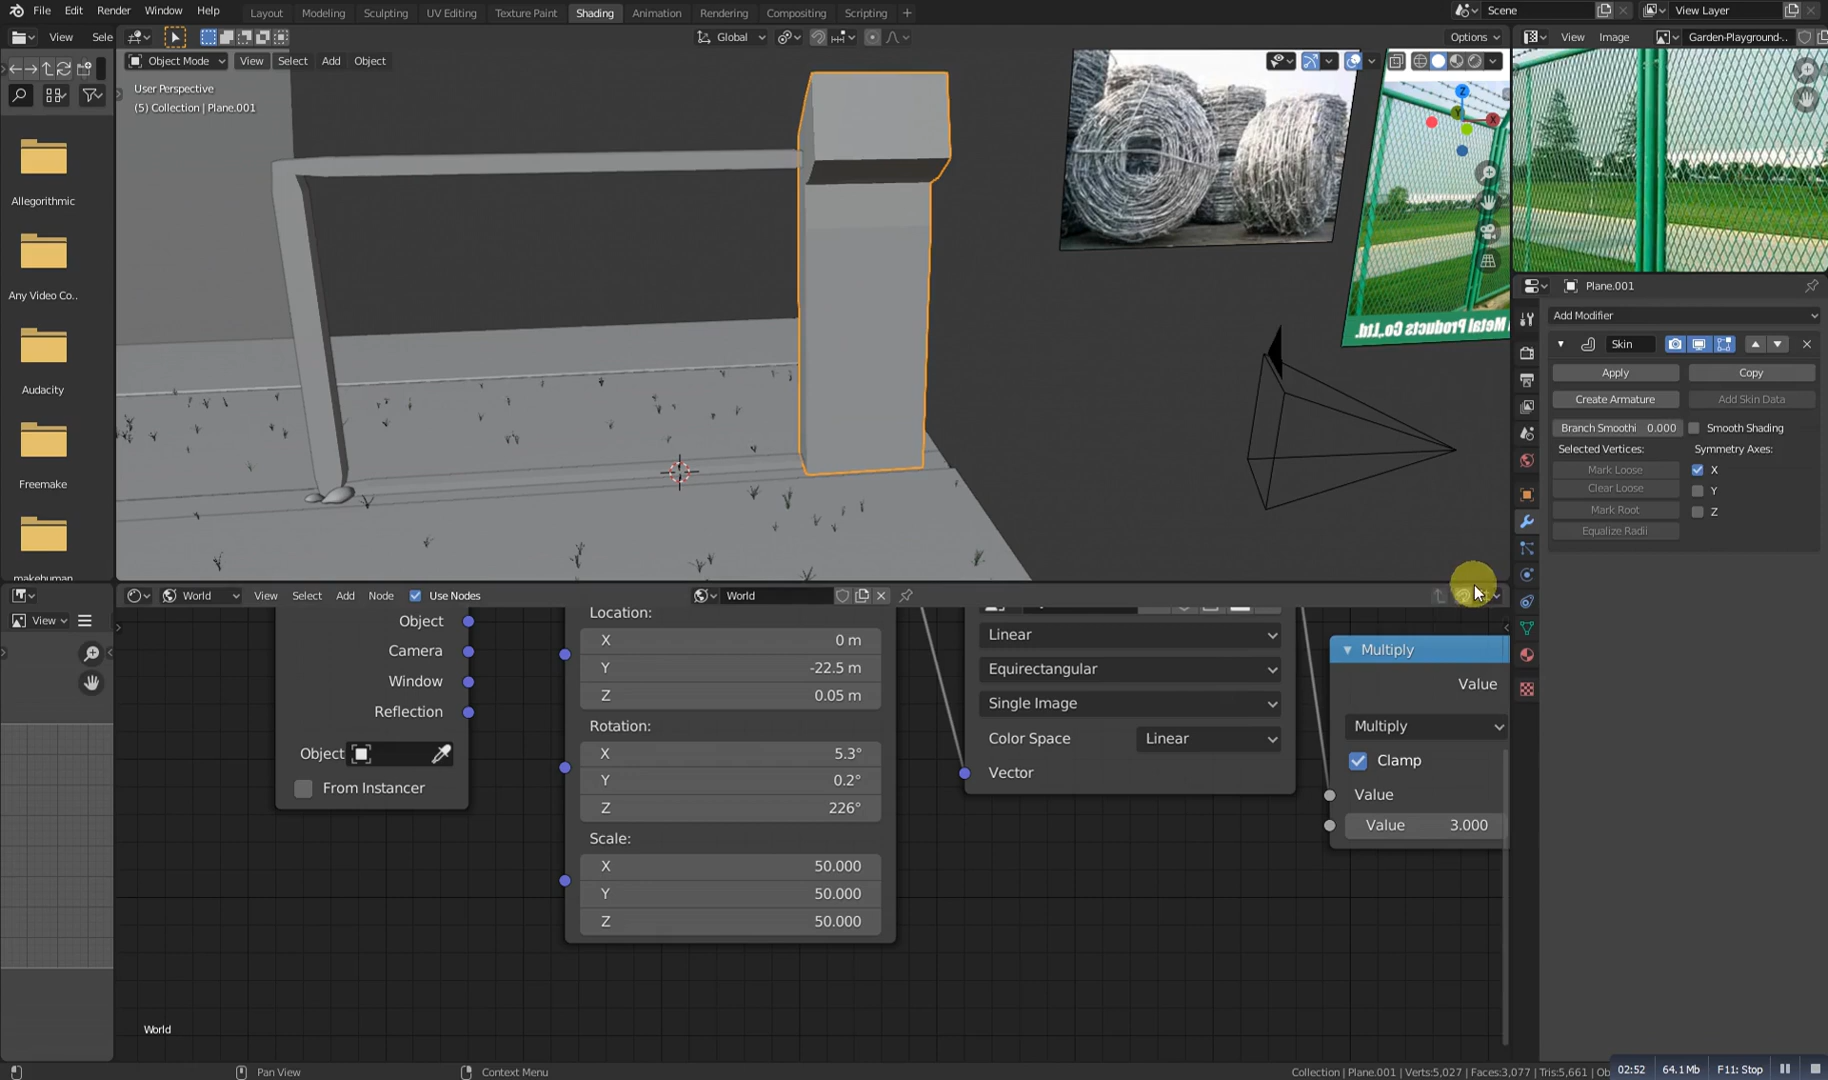 File Edit Render Window Help Layout Modeling Sculpting UV Editing Texture Paint Shading Animation Rendering Compositing Scripting + Scene View Layer
View Sele Global Options View Image Garden-Playground-..
Object Mode View Select Add Object
User Perspective
(5) Collection | Plane.001
Z
X
Allegorithmic
Any Video Co..
Audacity
Freemake
makehuman
Metal Products Co.,Ltd.
Plane.001
Add Modifier
Skin
Apply Copy
Create Armature Add Skin Data
Branch Smoothi 0.000 Smooth Shading
Selected Vertices: Symmetry Axes:
Mark Loose X
Clear Loose Y
Mark Root Z
Equalize Radii
View
World View Select Add Node Use Nodes World
Object
Camera
Window
Reflection
Object
From Instancer
Location:
X 0 m
Y -22.5 m
Z 0.05 m
Rotation:
X 5.3°
Y 0.2°
Z 226°
Scale:
X 50.000
Y 50.000
Z 50.000
Linear
Equirectangular
Single Image
Color Space Linear
Vector
Multiply
Value
Multiply
Clamp
Value
Value 3.000
World
Pan View Context Menu Collection | Plane.001 | Verts:5,027 | Faces:3,077 | Tris:5,661 | Ob 02:52 64.1 Mb F11: Stop